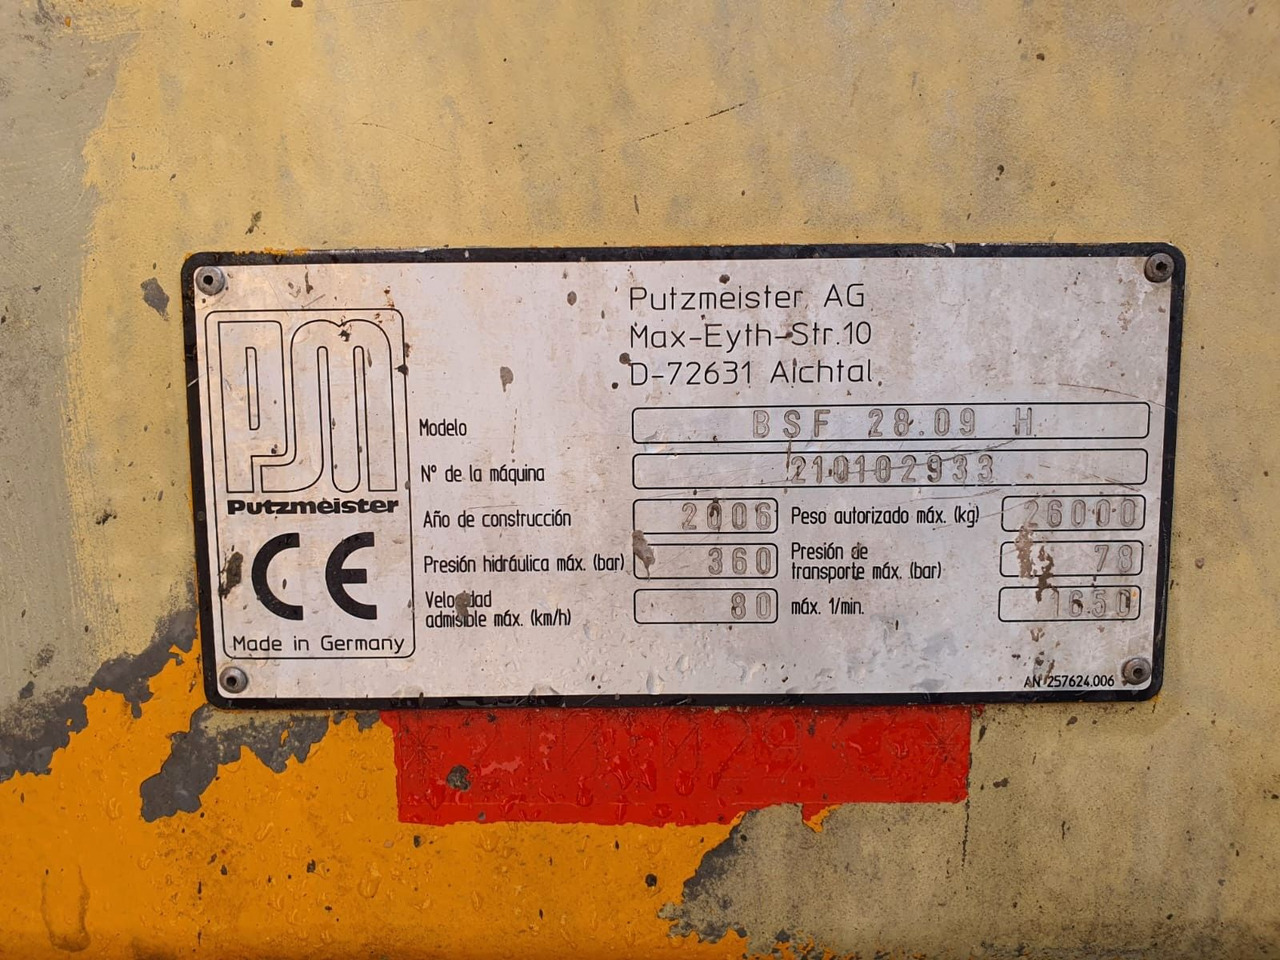 Putzmeister AG
Max-Eyth-Str.10
D-72631 Aichtal
PM
Putzmeister
CE
Made in Germany
Modelo BSF 28.09 H
Nº de la máquina 210102933
Año de construcción 2006 Peso autorizado máx. (kg) 26000
Presión hidráulica máx. (bar) 360 Presión de transporte máx. (bar) 78
Velocidad admisible máx. (km/h) 80 máx. 1/min. 1650
AN 257624.006